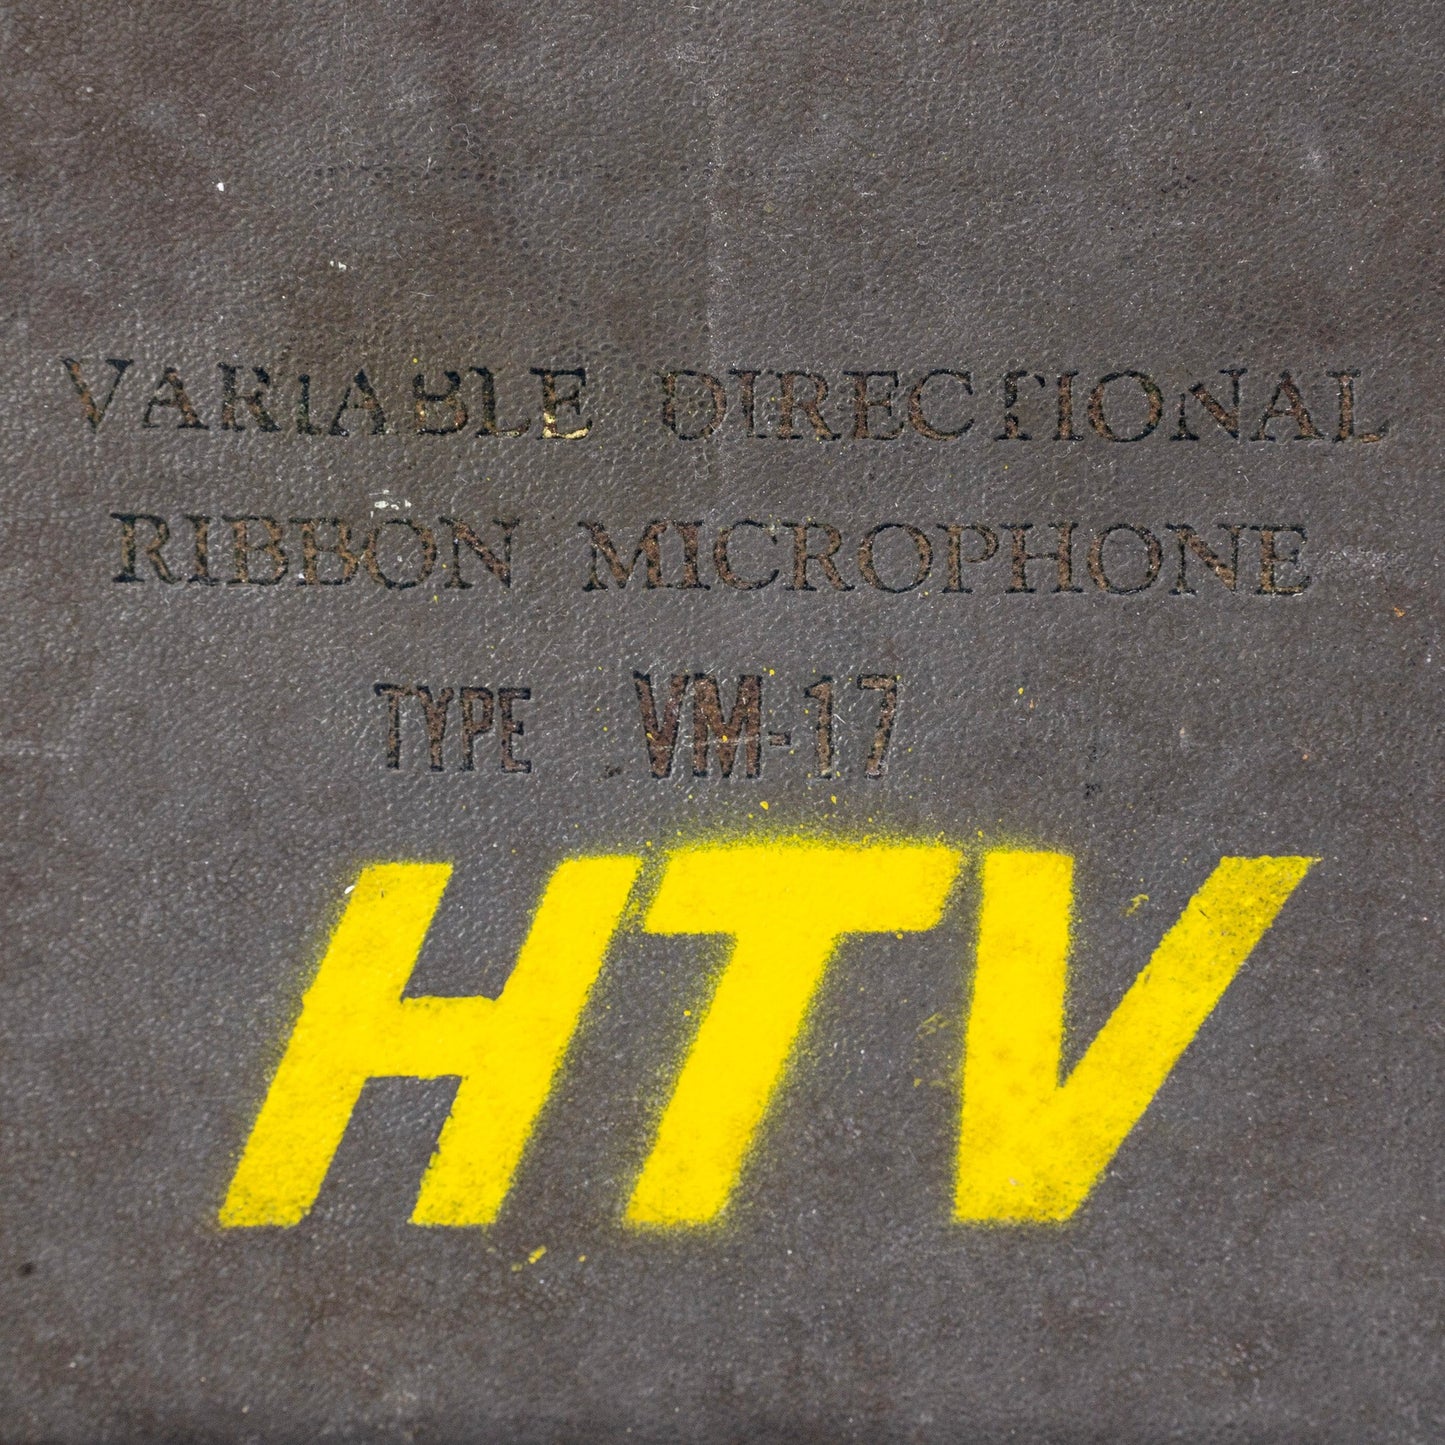 VARIABLE DIRECTIONAL
RIBBON MICROPHONE
TYPE VM-17
HTV